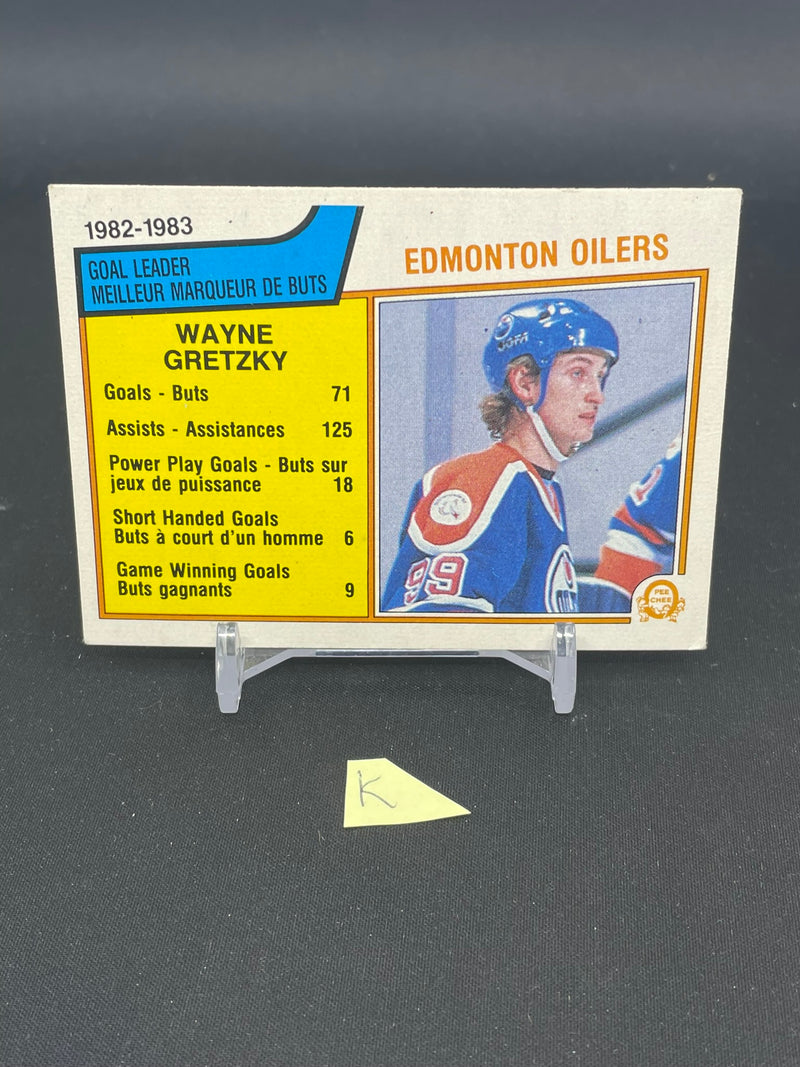 1982-1983
GOAL LEADER
MEILLEUR MARQUEUR DE BUTS
EDMONTON OILERS
WAYNE
GRETZKY
Goals - Buts 71
Assists - Assistances 125
Power Play Goals - Buts sur
jeux de puissance 18
Short Handed Goals
Buts à court d'un homme 6
Game Winning Goals
Buts gagnants 9
99
O
PEE
CHEE
K